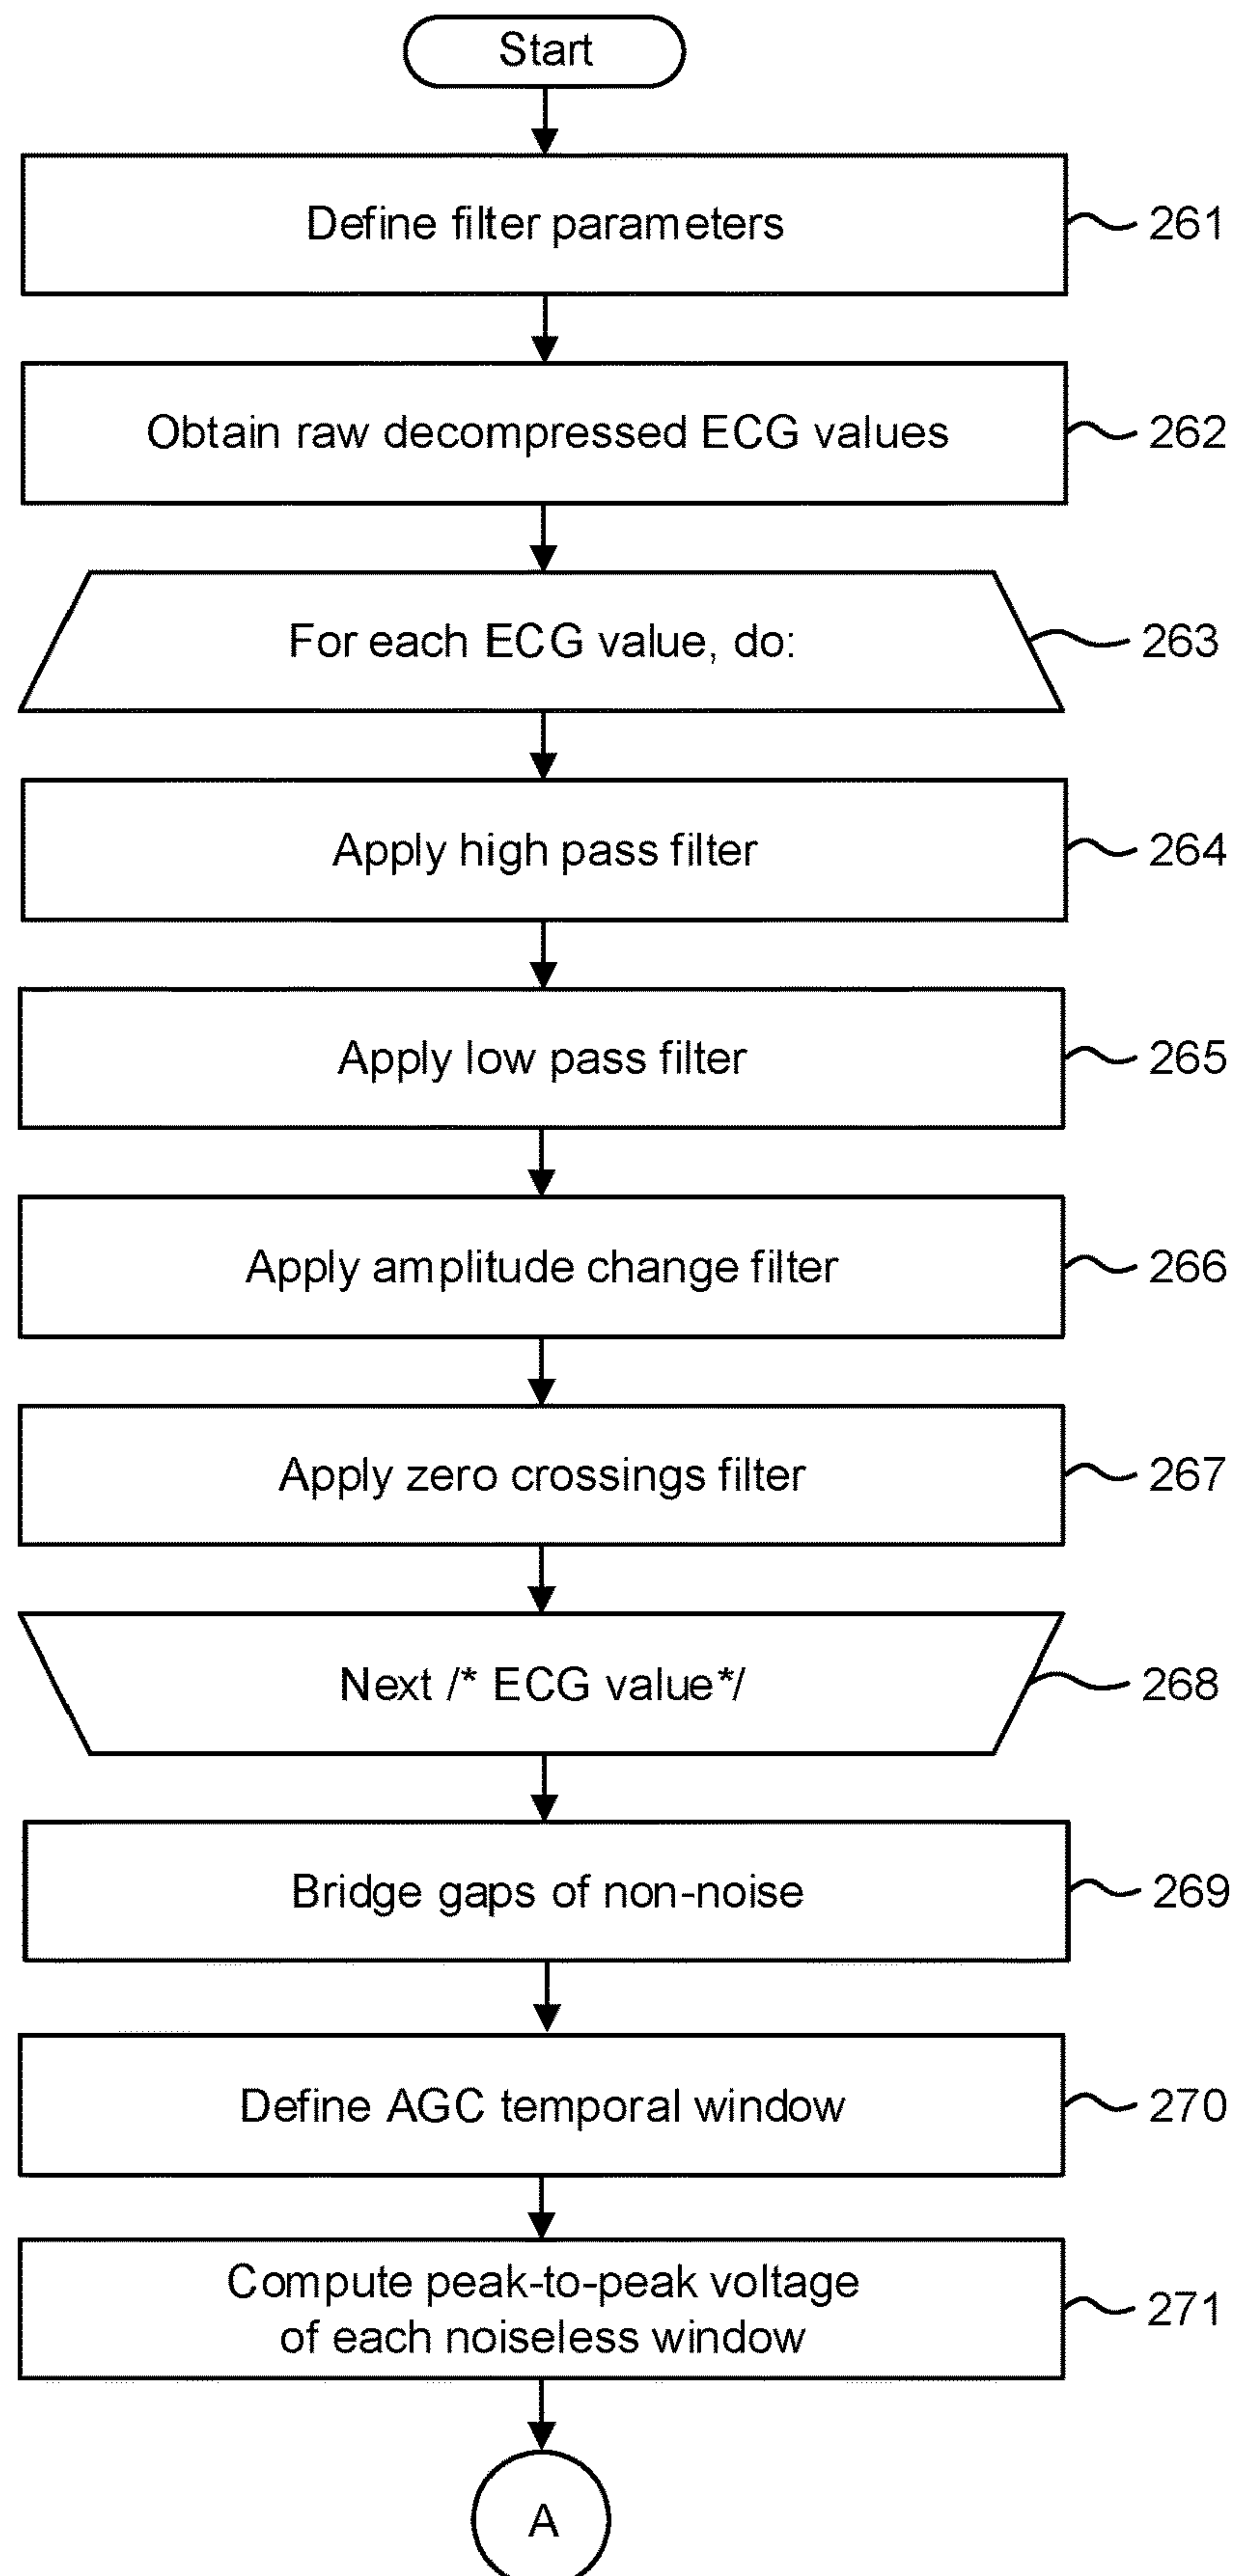 Start
Define filter parameters
261
Obtain raw decompressed ECG values
262
For each ECG value, do:
263
Apply high pass filter
264
Apply low pass filter
265
Apply amplitude change filter
266
Apply zero crossings filter
267
Next /* ECG value*/
268
Bridge gaps of non-noise
269
Define AGC temporal window
270
Compute peak-to-peak voltage
of each noiseless window
271
A